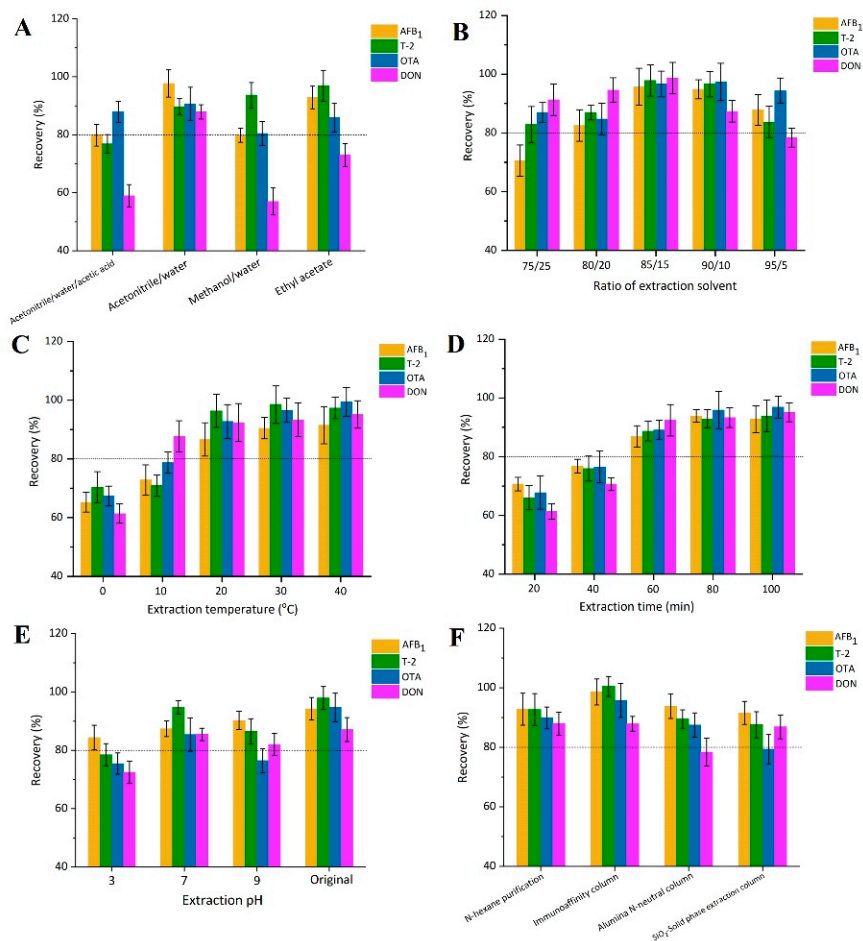 A
AFB1
T-2
OTA
DON
120
100
80
60
40
Recovery (%)
Acetonitrile/water/acetic acid
Acetonitrile/water
Methanol/water
Ethyl acetate
B
AFB1
T-2
OTA
DON
120
100
80
60
40
Recovery (%)
75/25 80/20 85/15 90/10 95/5
Ratio of extraction solvent
C
AFB1
T-2
OTA
DON
120
100
80
60
40
Recovery (%)
0 10 20 30 40
Extraction temperature (°C)
D
AFB1
T-2
OTA
DON
120
100
80
60
40
Recovery (%)
20 40 60 80 100
Extraction time (min)
E
AFB1
T-2
OTA
DON
120
100
80
60
40
Recovery (%)
3 7 9 Original
Extraction pH
F
AFB1
T-2
OTA
DON
120
100
80
60
40
Recovery (%)
N-hexane purification
Immunoaffinity column
Alumina N-neutral column
SiO2-Solid phase extraction column